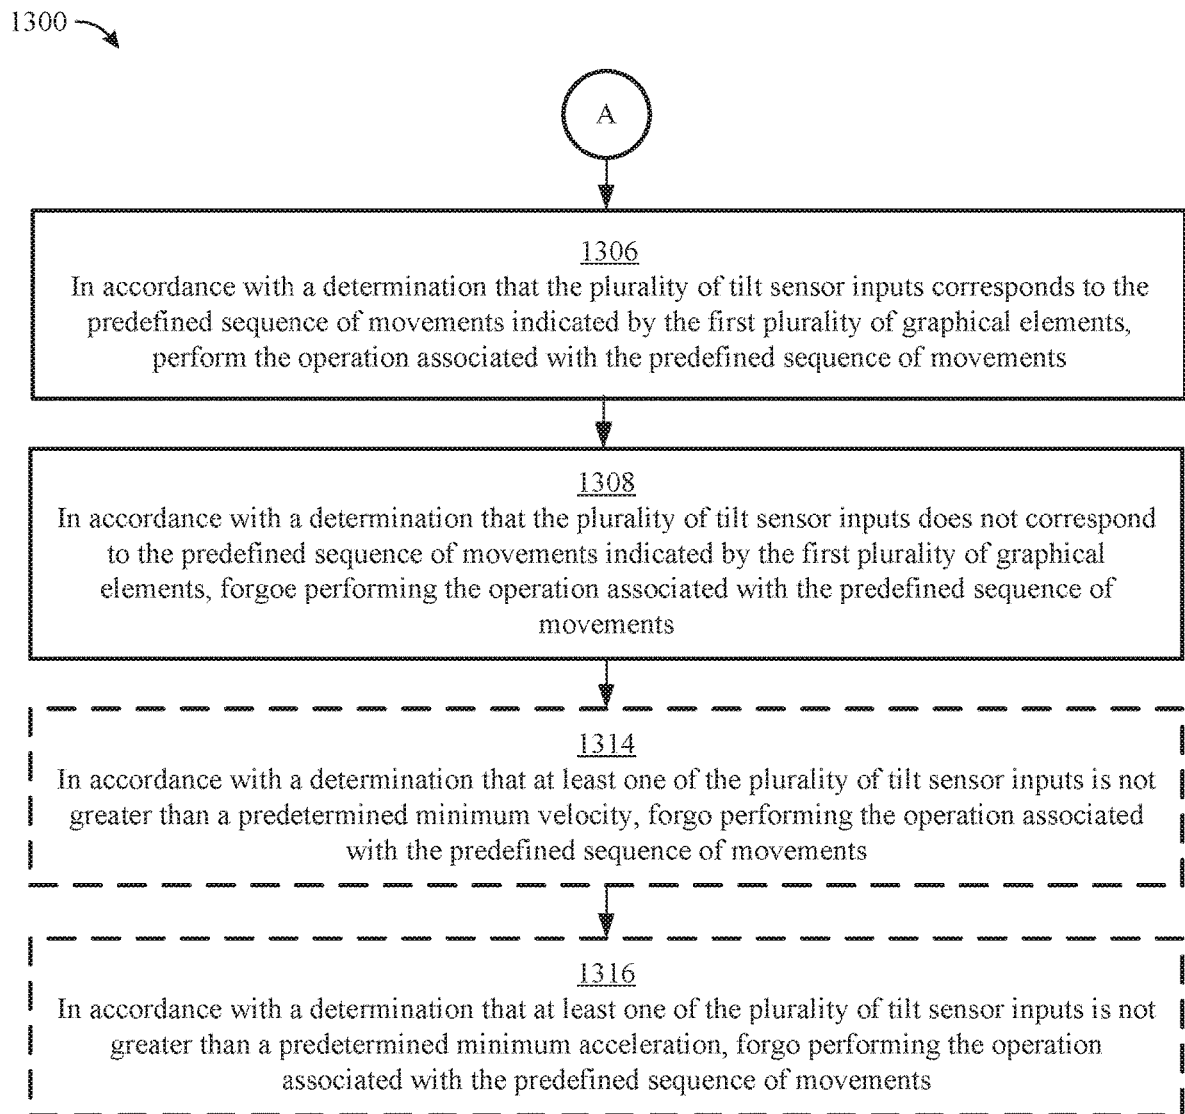 1300
A
1306
In accordance with a determination that the plurality of tilt sensor inputs corresponds to the
predefined sequence of movements indicated by the first plurality of graphical elements,
perform the operation associated with the predefined sequence of movements
1308
In accordance with a determination that the plurality of tilt sensor inputs does not correspond
to the predefined sequence of movements indicated by the first plurality of graphical
elements, forgoe performing the operation associated with the predefined sequence of
movements
1314
In accordance with a determination that at least one of the plurality of tilt sensor inputs is not
greater than a predetermined minimum velocity, forgo performing the operation associated
with the predefined sequence of movements
1316
In accordance with a determination that at least one of the plurality of tilt sensor inputs is not
greater than a predetermined minimum acceleration, forgo performing the operation
associated with the predefined sequence of movements